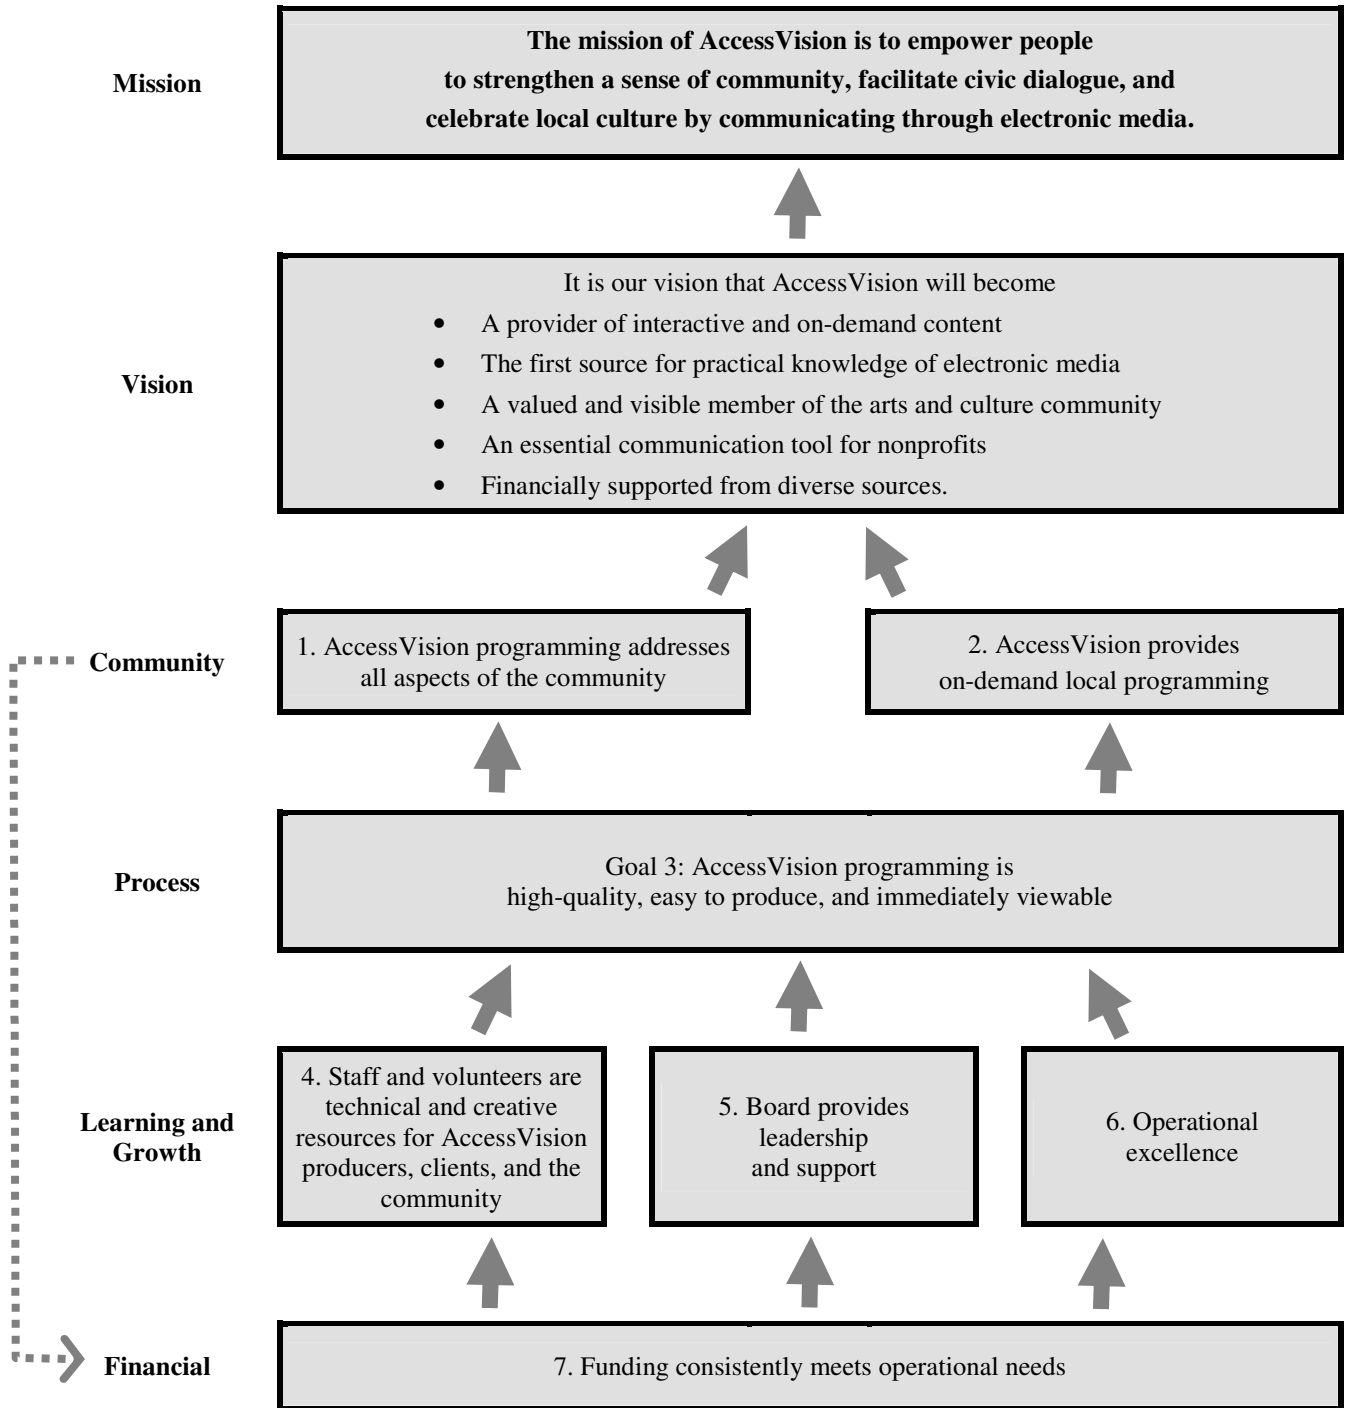 Mission
The mission of AccessVision is to empower people
to strengthen a sense of community, facilitate civic dialogue, and
celebrate local culture by communicating through electronic media.
Vision
It is our vision that AccessVision will become
• A provider of interactive and on-demand content
• The first source for practical knowledge of electronic media
• A valued and visible member of the arts and culture community
• An essential communication tool for nonprofits
• Financially supported from diverse sources.
Community
1. AccessVision programming addresses
all aspects of the community
2. AccessVision provides
on-demand local programming
Process
Goal 3: AccessVision programming is
high-quality, easy to produce, and immediately viewable
Learning and
Growth
4. Staff and volunteers are
technical and creative
resources for AccessVision
producers, clients, and the
community
5. Board provides
leadership
and support
6. Operational
excellence
Financial
7. Funding consistently meets operational needs